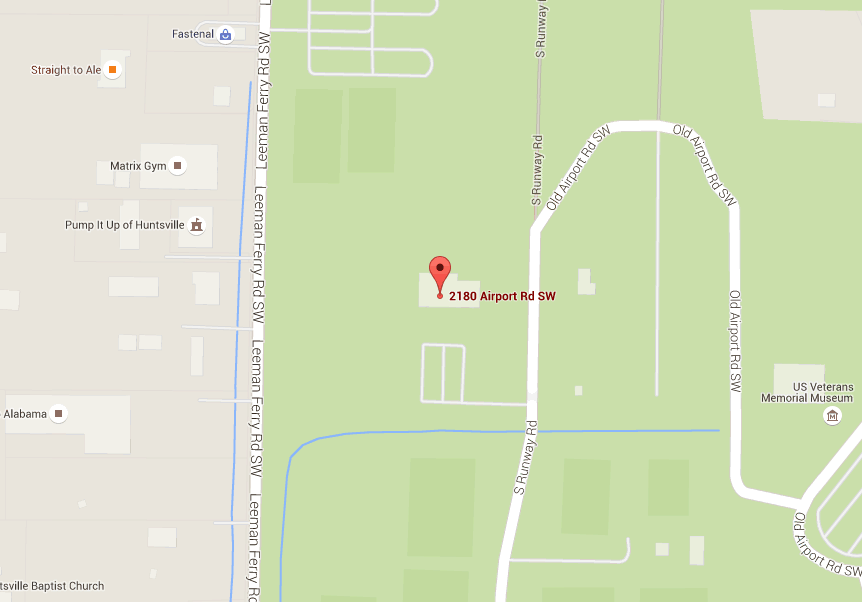 Fastenal
Straight to Ale
Matrix Gym
Pump It Up of Huntsville
Alabama
tsville Baptist Church
Leeman Ferry Rd SW
Leeman Ferry Rd SW
Leeman Ferry Rd SW
Leeman Ferry Rd
S Runway
S Runway Rd
Old Airport Rd SW
Old Airport Rd SW
2180 Airport Rd SW
Old Airport Rd SW
US Veterans
Memorial Museum
S Runway Rd
Old Airport Rd SW